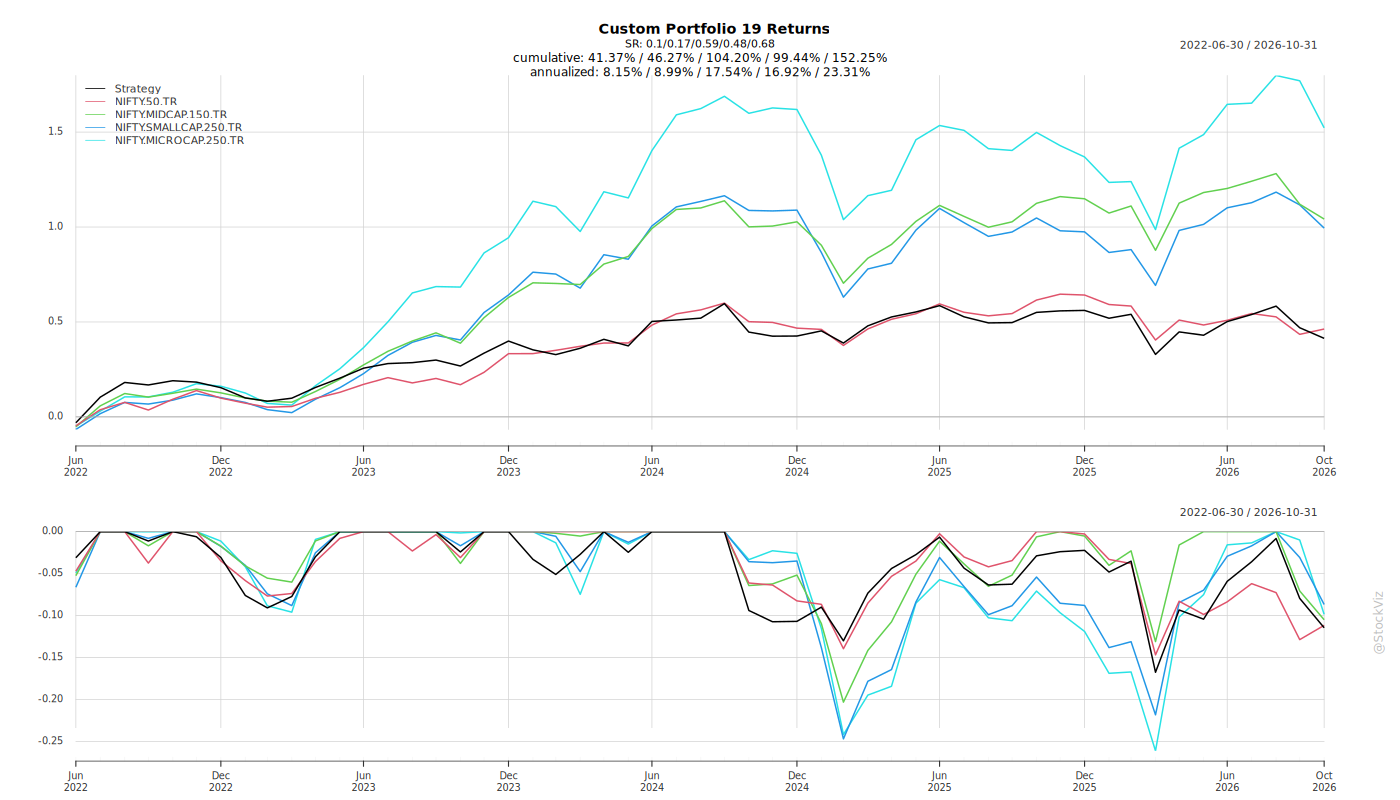 Custom Portfolio 19 Returns
SR: 0.1/0.17/0.59/0.48/0.68
cumulative: 41.37% / 46.27% / 104.20% / 99.44% / 152.25%
annualized: 8.15% / 8.99% / 17.54% / 16.92% / 23.31%
2022-06-30 / 2026-10-31
Strategy
NIFTY.50.TR
NIFTY.MIDCAP.150.TR
NIFTY.SMALLCAP.250.TR
NIFTY.MICROCAP.250.TR
1.5
1.0
0.5
0.0
Jun Dec Jun Dec Jun Dec Jun Dec Jun Oct
2022 2022 2023 2023 2024 2024 2025 2025 2026 2026
2022-06-30 / 2026-10-31
0.00
-0.05
-0.10
-0.15
-0.20
-0.25
Jun Dec Jun Dec Jun Dec Jun Dec Jun Oct
2022 2022 2023 2023 2024 2024 2025 2025 2026 2026
@StockViz